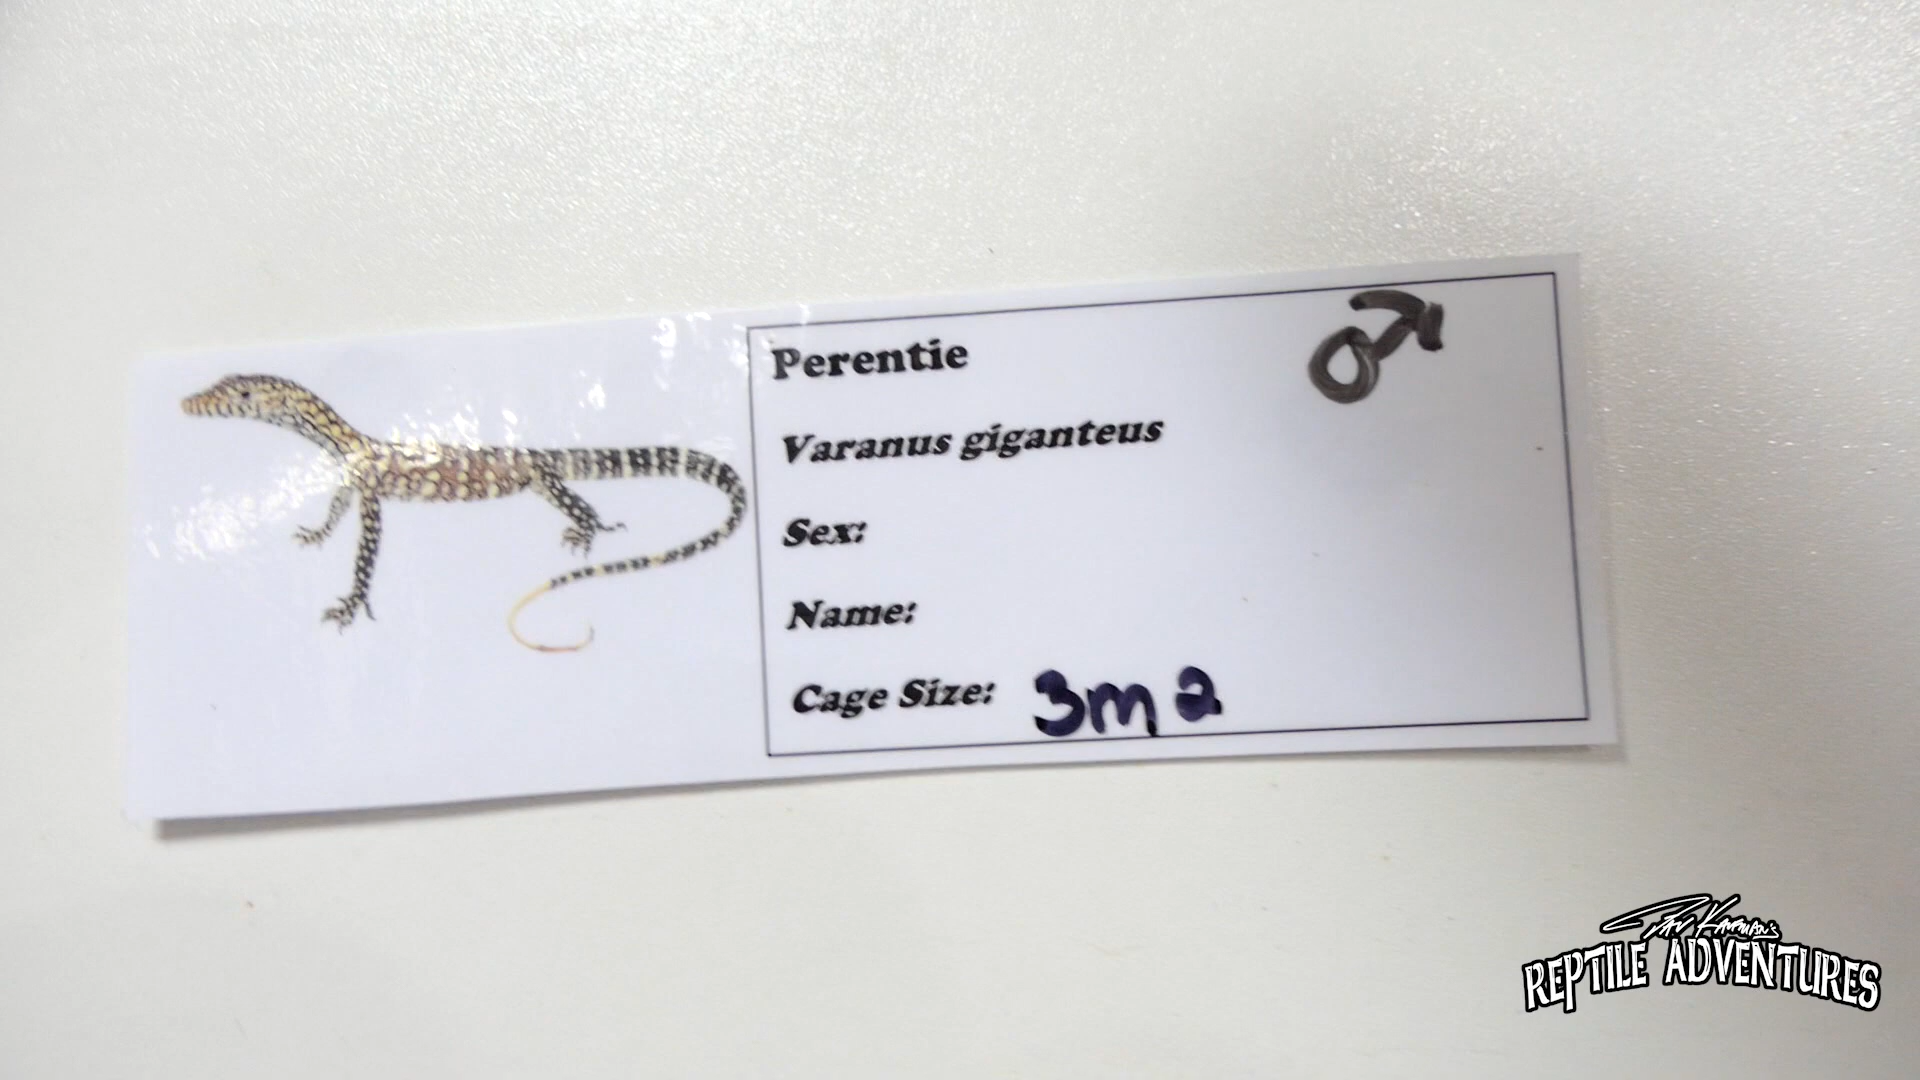 Perentie ♂
Varanus giganteus
Sex:
Name:
Cage Size: 3m2
REPTILE ADVENTURES